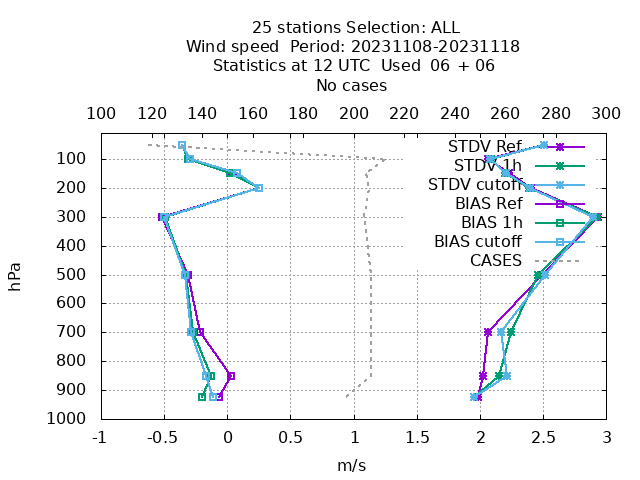 25 stations Selection: ALL
Wind speed  Period: 20231108-20231118
Statistics at 12 UTC  Used  06 + 06
No cases
100 120 140 160 180 200 220 240 260 280 300
STDV Ref
STDV 1h
STDV cutoff
BIAS Ref
BIAS 1h
BIAS cutoff
CASES
hPa
100
200
300
400
500
600
700
800
900
1000
-1 -0.5 0 0.5 1 1.5 2 2.5 3
m/s